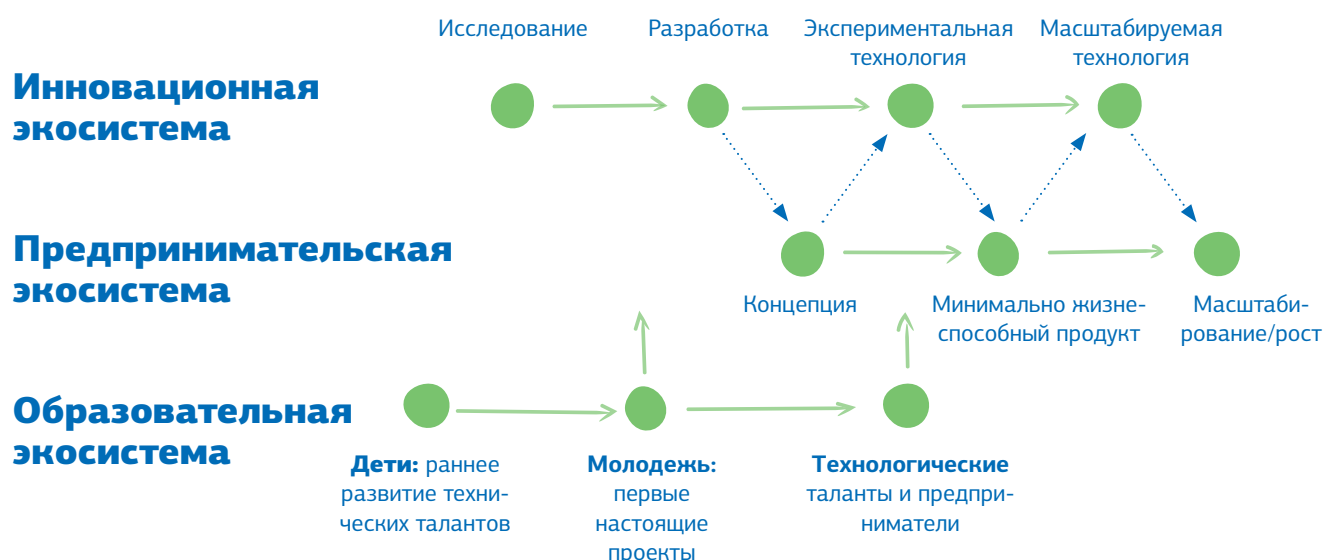 Исследование
Разработка
Экспериментальная
технология
Масштабируемая
технология
Инновационная
экосистема
Предпринимательская
экосистема
Концепция
Минимально жизне-
способный продукт
Масштаби-
рование/рост
Образовательная
экосистема
Дети: раннее
развитие техни-
ческих талантов
Молодежь:
первые
настоящие
проекты
Технологические
таланты и предпри-
ниматели